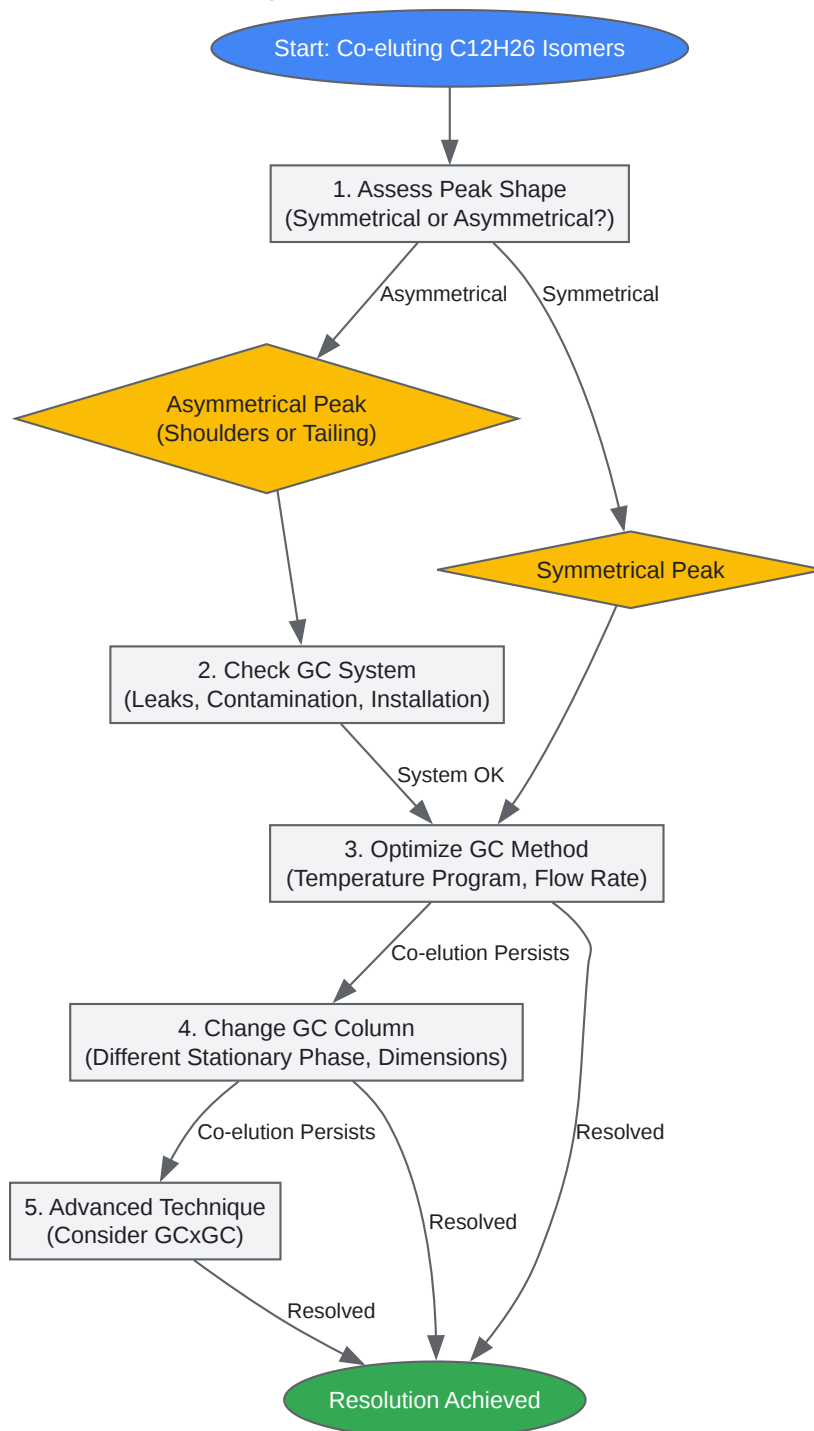 Start: Co-eluting C12H26 Isomers
1. Assess Peak Shape
(Symmetrical or Asymmetrical?)
Asymmetrical
Symmetrical
Asymmetrical Peak
(Shoulders or Tailing)
Symmetrical Peak
2. Check GC System
(Leaks, Contamination, Installation)
System OK
3. Optimize GC Method
(Temperature Program, Flow Rate)
Co-elution Persists
4. Change GC Column
(Different Stationary Phase, Dimensions)
Co-elution Persists
Resolved
5. Advanced Technique
(Consider GCxGC)
Resolved
Resolved
Resolution Achieved